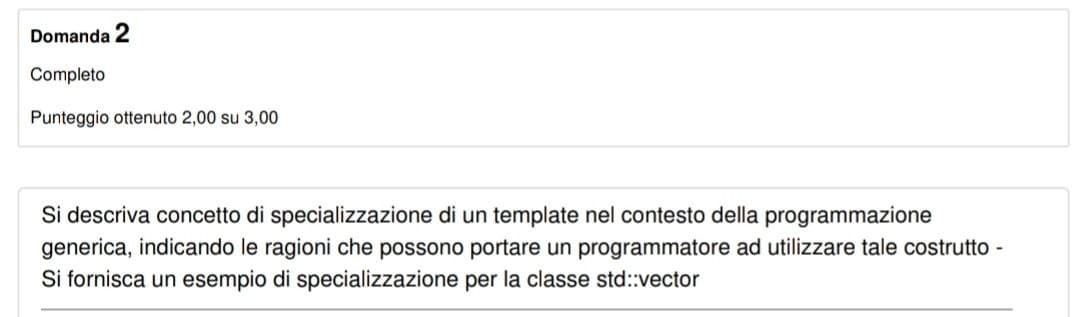 Domanda 2
Completo
Punteggio ottenuto 2,00 su 3,00
Si descriva concetto di specializzazione di un template nel contesto della programmazione
generica, indicando le ragioni che possono portare un programmatore ad utilizzare tale costrutto -
Si fornisca un esempio di specializzazione per la classe std::vector